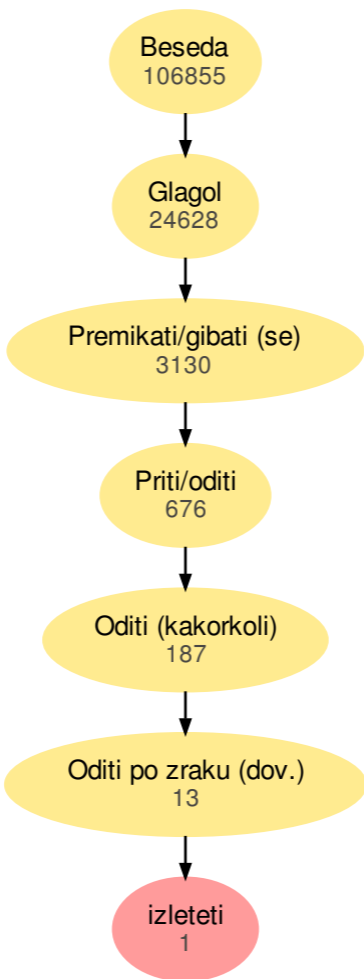 Beseda
106855
Glagol
24628
Premikati/gibati (se)
3130
Priti/oditi
676
Oditi (kakorkoli)
187
Oditi po zraku (dov.)
13
izleteti
1